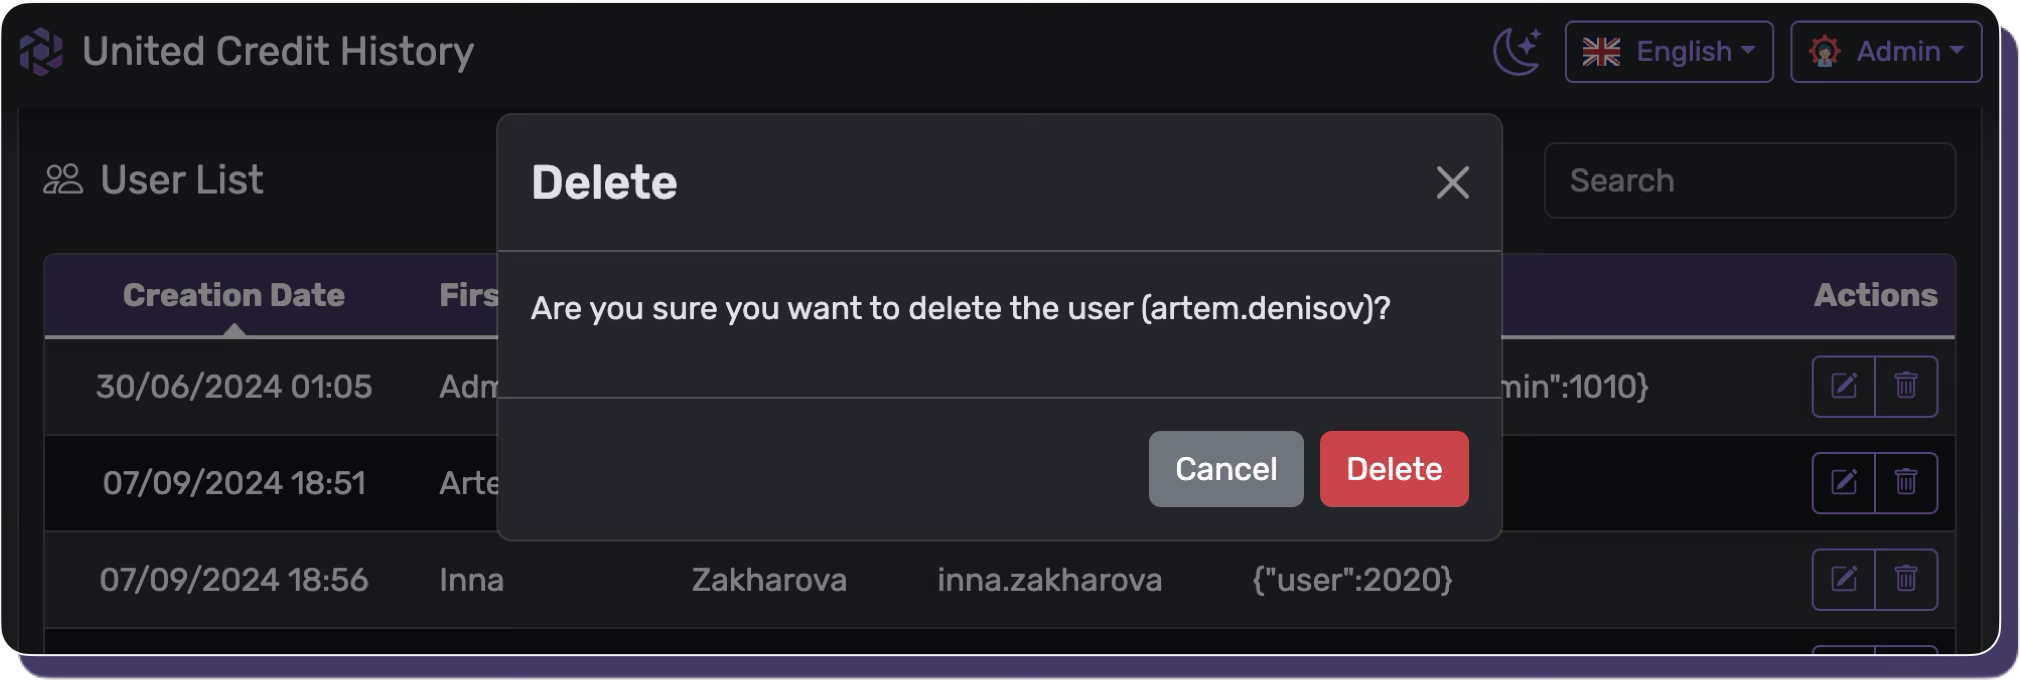 United Credit History
English
Admin
User List
Search
Delete
Are you sure you want to delete the user (artem.denisov)?
Cancel
Delete
Creation Date Firs Actions
30/06/2024 01:05 Adm min":1010}
07/09/2024 18:51 Arte
07/09/2024 18:56 Inna Zakharova inna.zakharova {"user":2020}